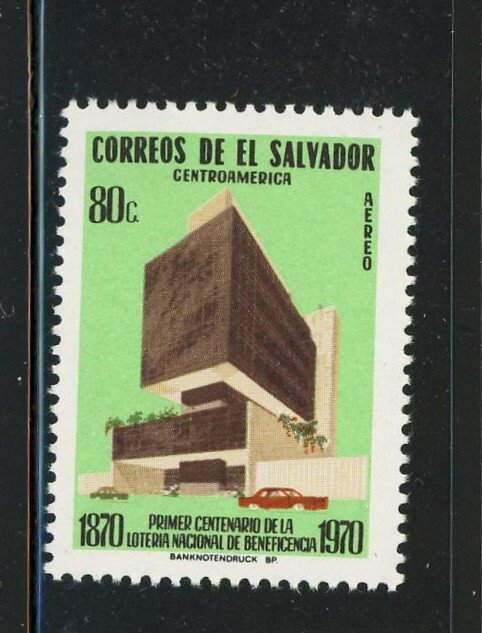 CORREOS DE EL SALVADOR
CENTROAMERICA
80c.
AEREO
1870 PRIMER CENTENARIO DE LA 1970
LOTERIA NACIONAL DE BENEFICENCIA
BANKNOTENDRUCK BP.